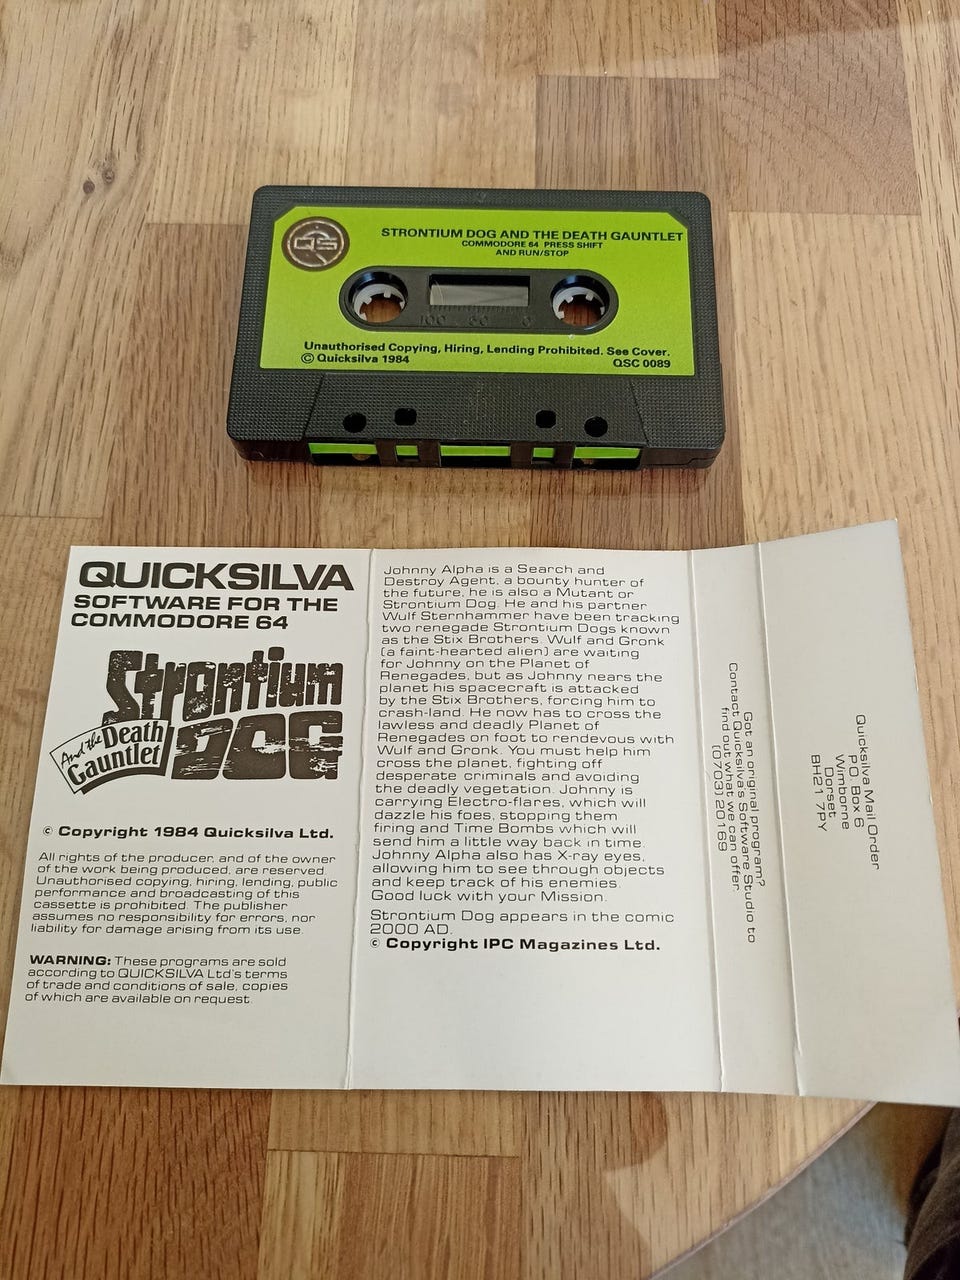 QS
STRONTIUM DOG AND THE DEATH GAUNTLET
COMMODORE 64 PRESS SHIFT
AND RUN/STOP
100 50 0
Unauthorised Copying, Hiring, Lending Prohibited. See Cover.
© Quicksilva 1984
QSC 0089
QUICKSILVA
SOFTWARE FOR THE
COMMODORE 64
Strontium
DOG
And the Death
Gauntlet
© Copyright 1984 Quicksilva Ltd.
All rights of the producer, and of the owner
of the work being produced, are reserved.
Unauthorised copying, hiring, lending, public
performance and broadcasting of this
cassette is prohibited. The publisher
assumes no responsibility for errors, nor
liability for damage arising from its use.
WARNING: These programs are sold
according to QUICKSILVA Ltd's terms
of trade and conditions of sale, copies
of which are available on request.
Johnny Alpha is a Search and
Destroy Agent, a bounty hunter of
the future, he is also a Mutant or
Strontium Dog. He and his partner
Wulf Sternhammer have been tracking
two renegade Strontium Dogs known
as the Stix Brothers. Wulf and Gronk
(a faint-hearted alien) are waiting
for Johnny on the Planet of
Renegades, but as Johnny nears the
planet his spacecraft is attacked
by the Stix Brothers, forcing him to
crash-land. He now has to cross the
lawless and deadly Planet of
Renegades on foot to rendevous with
Wulf and Gronk. You must help him
cross the planet, fighting off
desperate criminals and avoiding
the deadly vegetation. Johnny is
carrying Electro-flares, which will
dazzle his foes, stopping them
firing and Time Bombs which will
send him a little way back in time.
Johnny Alpha also has X-ray eyes,
allowing him to see through objects
and keep track of his enemies.
Good luck with your Mission.
Strontium Dog appears in the comic
2000 AD.
© Copyright IPC Magazines Ltd.
Got an original program?
Contact Quicksilva's Software Studio to
find out what we can offer.
(0703) 20169
Quicksilva Mail Order
P.O. Box 6
Wimborne
Dorset
BH21 7PY